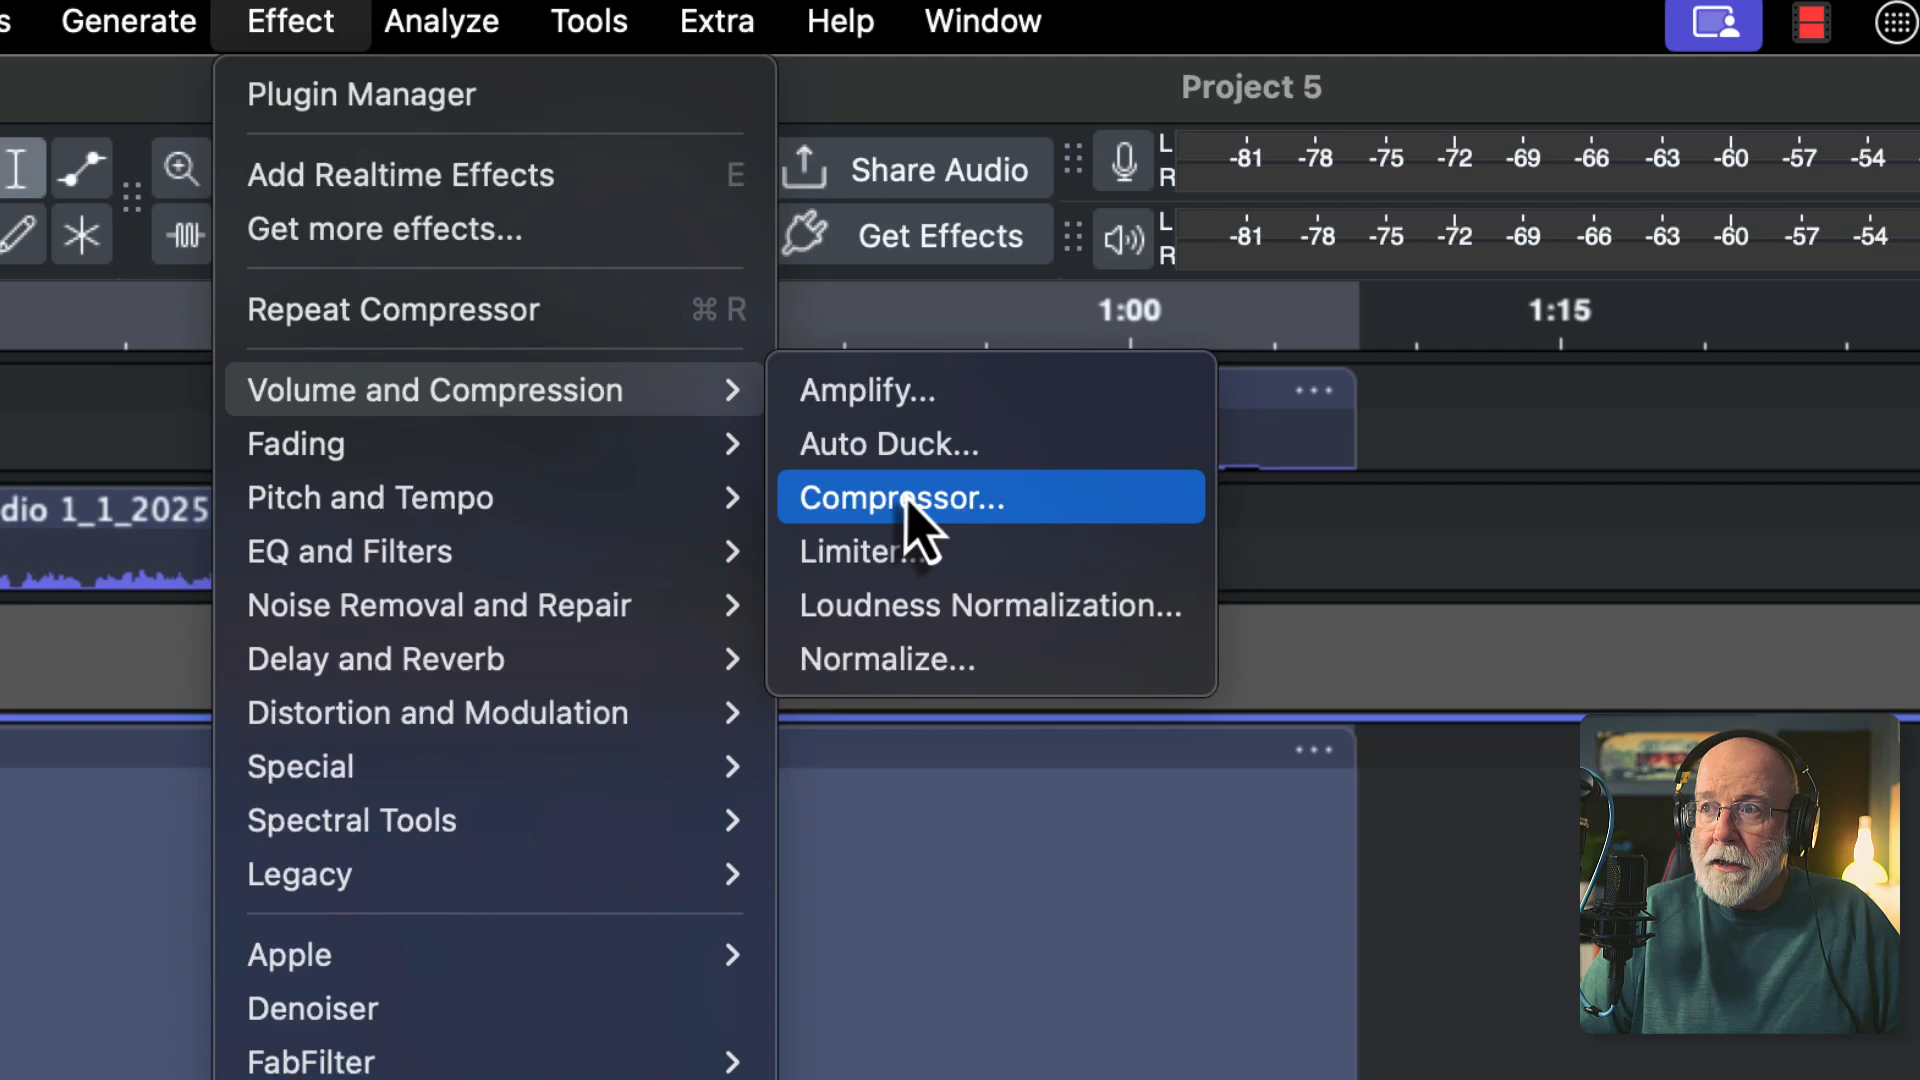 s Generate Effect Analyze Tools Extra Help Window
Project 5
Plugin Manager
Add Realtime Effects E
Get more effects...
Repeat Compressor ⌘ R
Volume and Compression
Fading
Pitch and Tempo
EQ and Filters
Noise Removal and Repair
Delay and Reverb
Distortion and Modulation
Special
Spectral Tools
Legacy
Apple
Denoiser
FabFilter
Amplify...
Auto Duck...
Compressor...
Limiter...
Loudness Normalization...
Normalize...
Share Audio
Get Effects
L
R
-81 -78 -75 -72 -69 -66 -63 -60 -57 -54
L
R
-81 -78 -75 -72 -69 -66 -63 -60 -57 -54
1:00 1:15
dio 1_1_2025